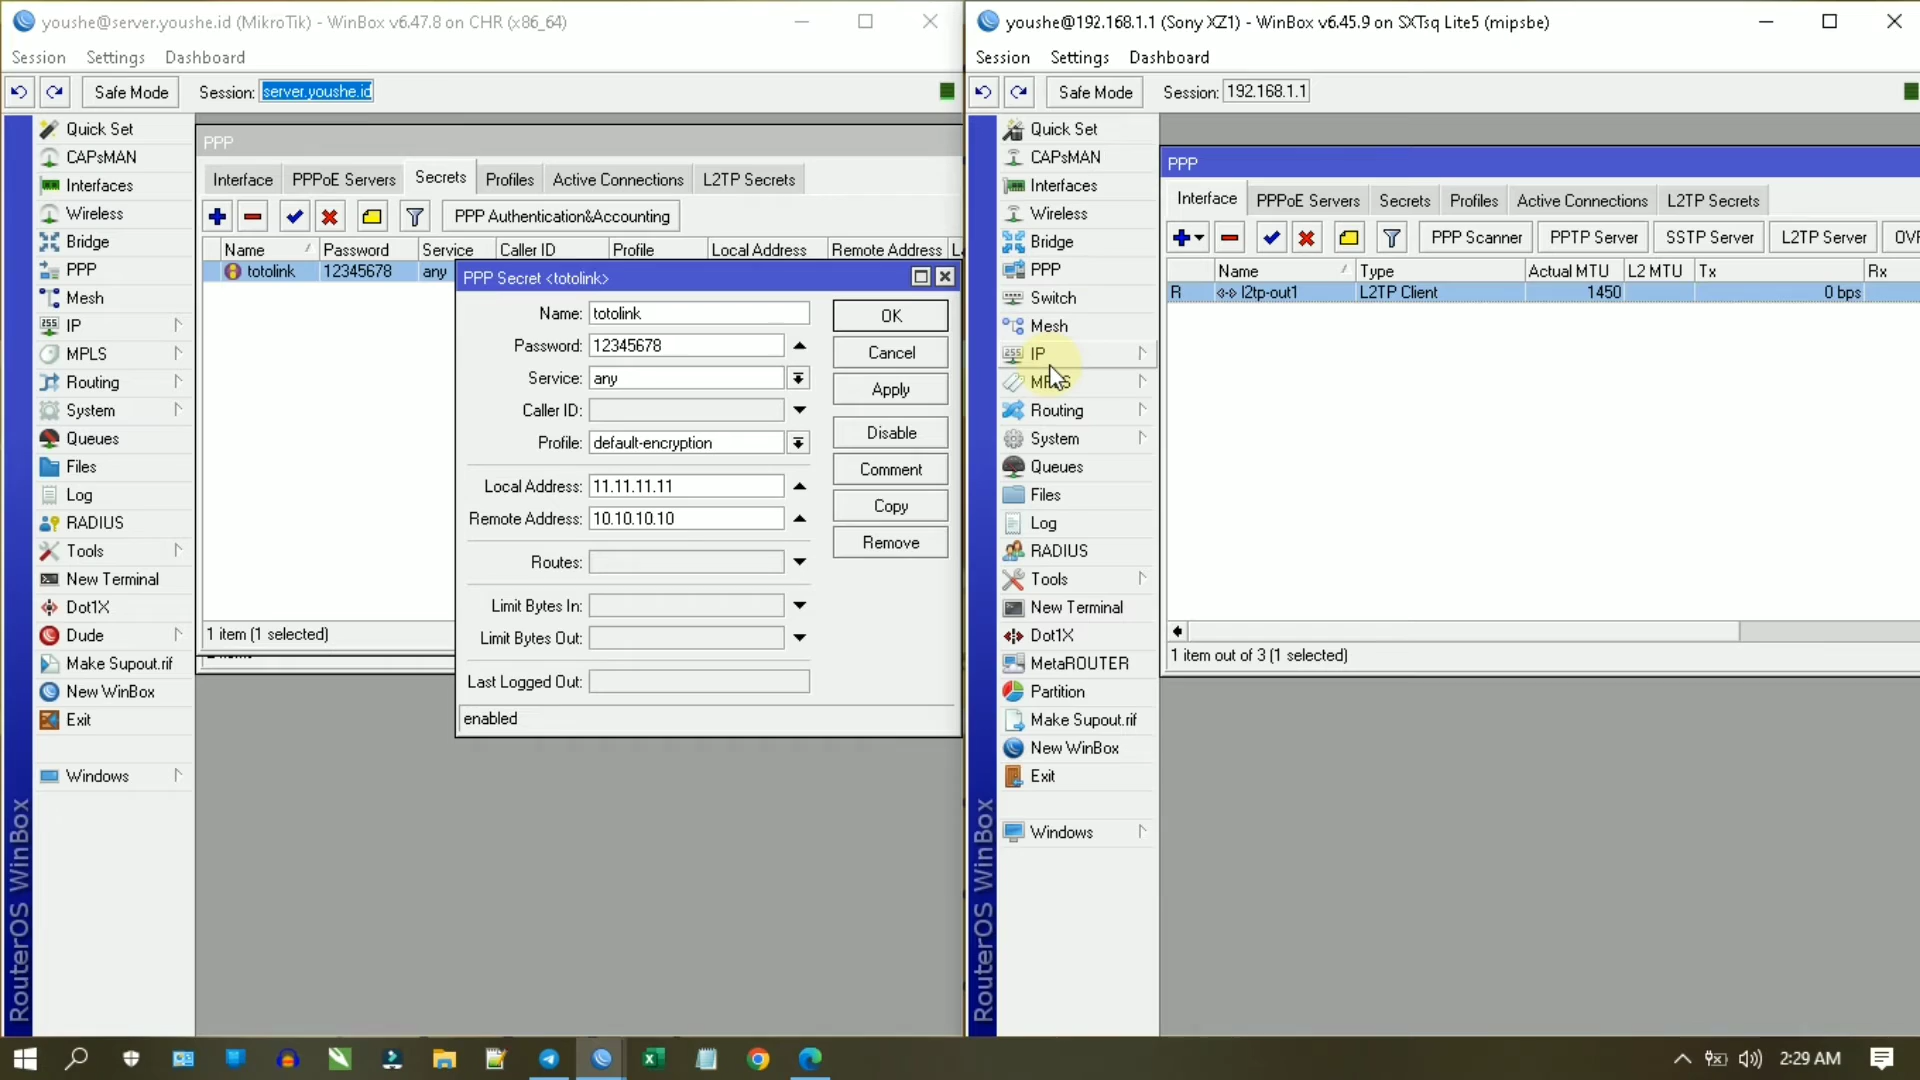 youshe@server.youshe.id (MikroTik) - WinBox v6.47.8 on CHR (x86_64)
Session Settings Dashboard
Safe Mode Session: server.youshe.id
Quick Set
CAPsMAN
Interfaces
Wireless
Bridge
PPP
Mesh
IP
MPLS
Routing
System
Queues
Files
Log
RADIUS
Tools
New Terminal
Dot1X
Dude
Make Supout.rif
New WinBox
Exit
Windows
RouterOS WinBox
PPP
Interface PPPoE Servers Secrets Profiles Active Connections L2TP Secrets
PPP Authentication&Accounting
Name Password Service Caller ID Profile Local Address Remote Address
totolink 12345678 any
1 item (1 selected)
PPP Secret <totolink>
Name: totolink
Password: 12345678
Service: any
Caller ID:
Profile: default-encryption
Local Address: 11.11.11.11
Remote Address: 10.10.10.10
Routes:
Limit Bytes In:
Limit Bytes Out:
Last Logged Out:
enabled
OK
Cancel
Apply
Disable
Comment
Copy
Remove
youshe@192.168.1.1 (Sony XZ1) - WinBox v6.45.9 on SXTsq Lite5 (mipsbe)
Session Settings Dashboard
Safe Mode Session: 192.168.1.1
Quick Set
CAPsMAN
Interfaces
Wireless
Bridge
PPP
Switch
Mesh
255 IP
MPLS
Routing
System
Queues
Files
Log
RADIUS
Tools
New Terminal
Dot1X
MetaROUTER
Partition
Make Supout.rif
New WinBox
Exit
Windows
RouterOS WinBox
PPP
Interface PPPoE Servers Secrets Profiles Active Connections L2TP Secrets
PPP Scanner PPTP Server SSTP Server L2TP Server
Name Type Actual MTU L2 MTU Tx Rx
R l2tp-out1 L2TP Client 1450 0 bps
1 item out of 3 (1 selected)
2:29 AM